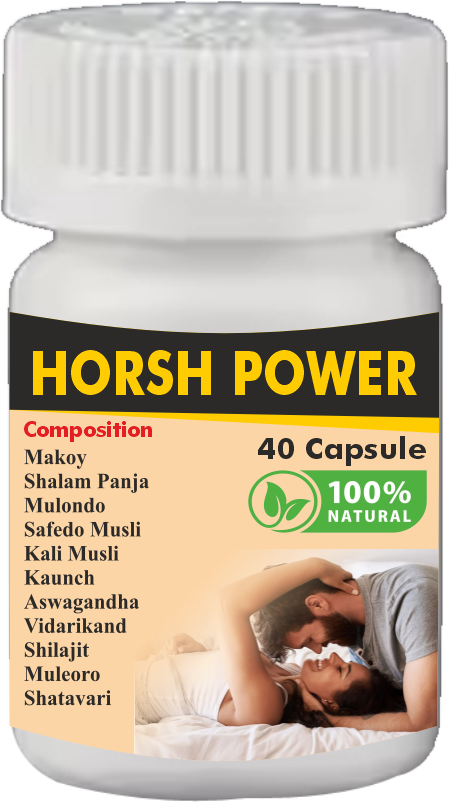 HORSH POWER
Composition
Makoy
Shalam Panja
Mulondo
Safedo Musli
Kali Musli
Kaunch
Aswagandha
Vidarikand
Shilajit
Muleoro
Shatavari
40 Capsule
100%
NATURAL